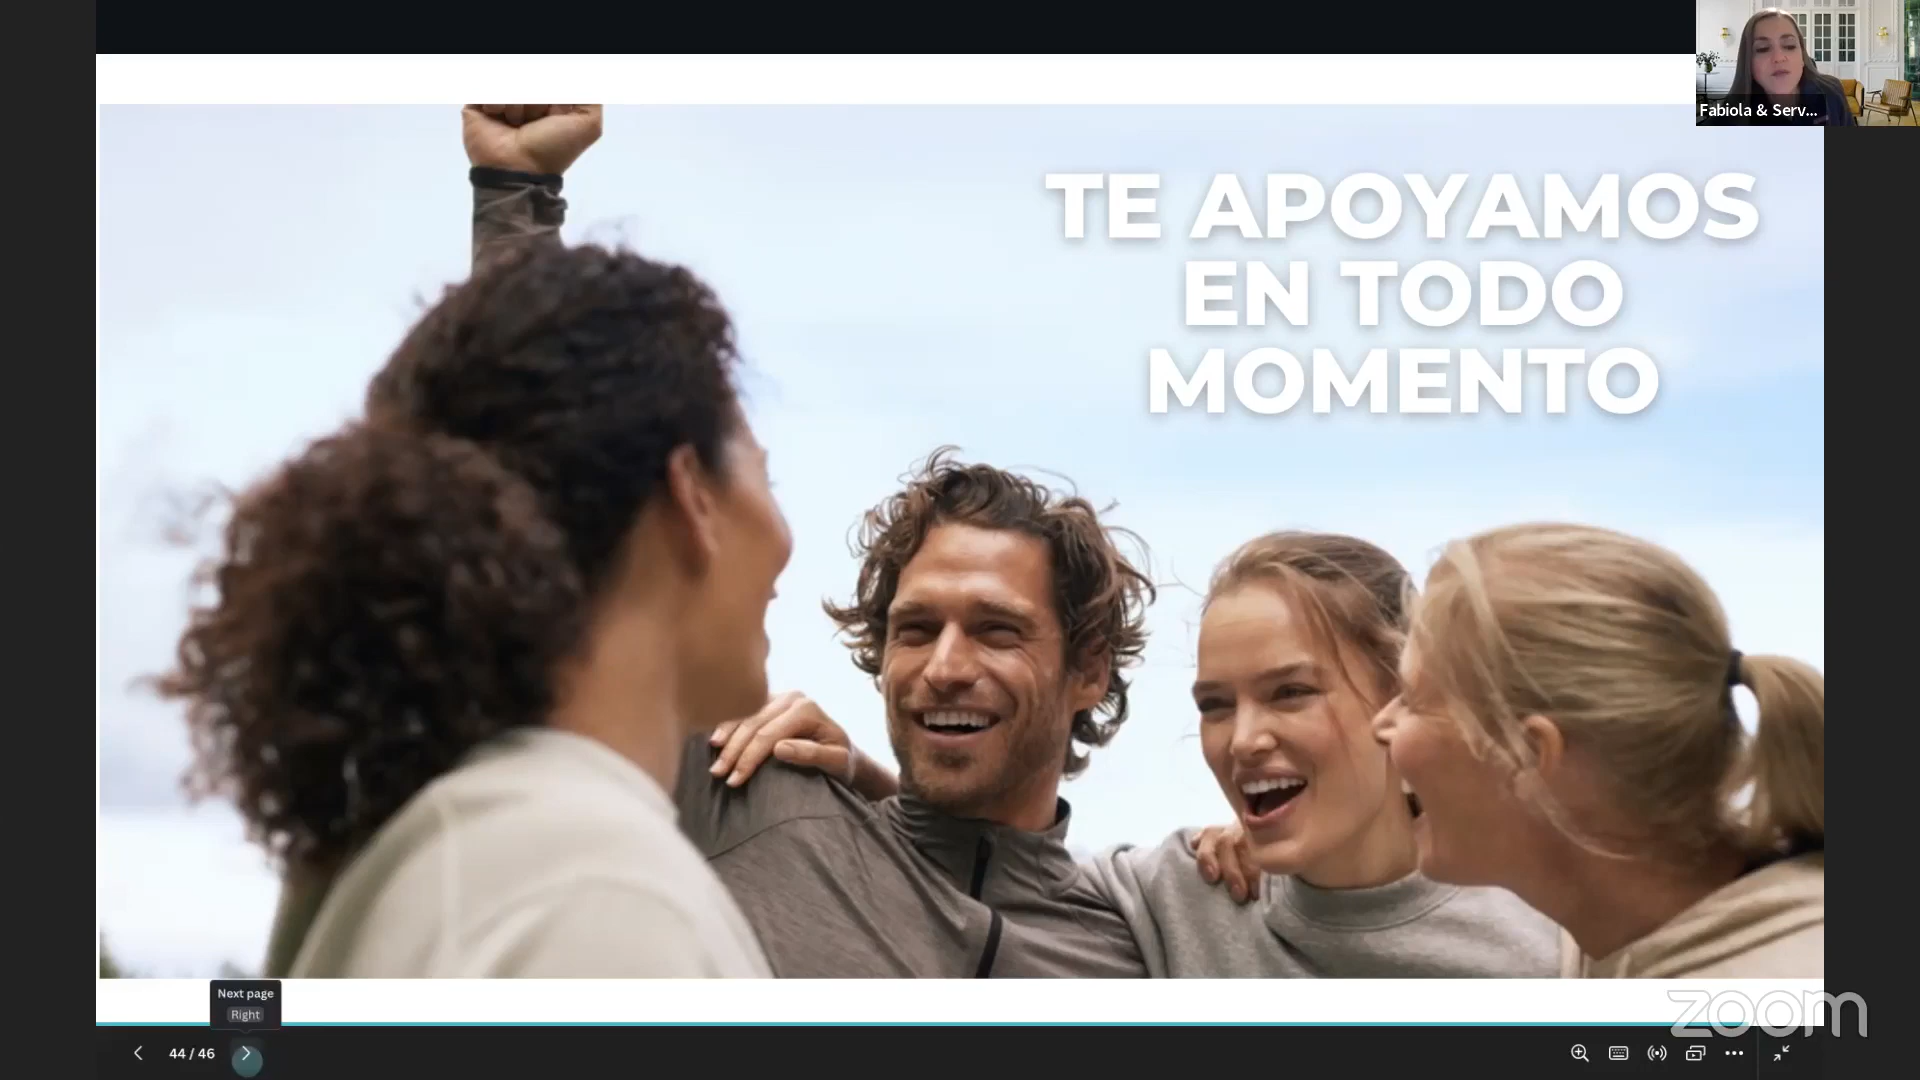 Fabiola & Serv...
TE APOYAMOS
EN TODO
MOMENTO
Next page
Right
44 / 46
zoom